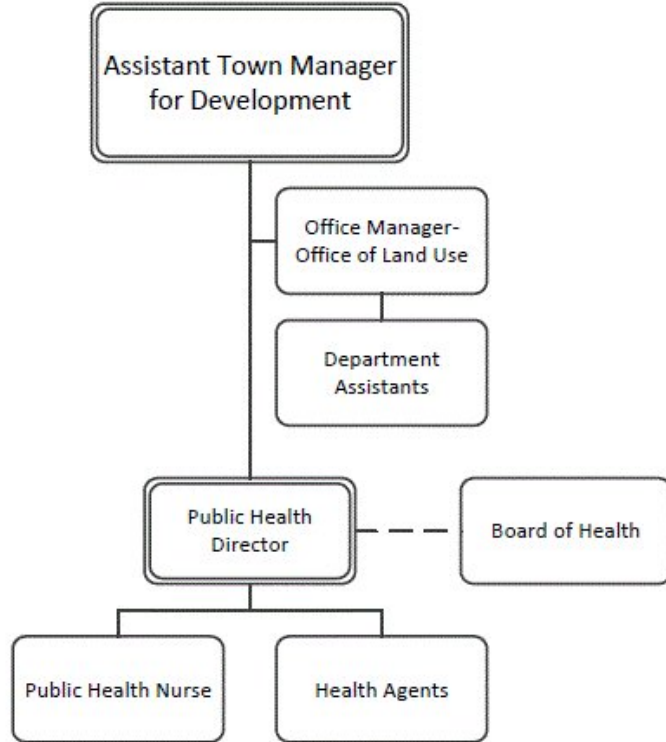 Assistant Town Manager
for Development
Office Manager-
Office of Land Use
Department
Assistants
Public Health
Director
Board of Health
Public Health Nurse
Health Agents